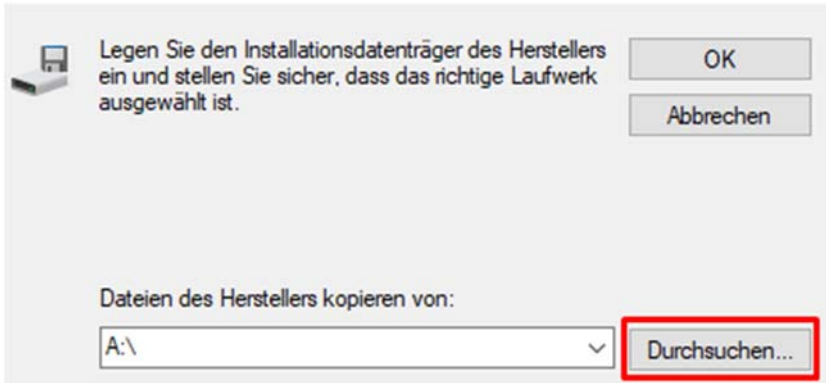 Legen Sie den Installationsdatenträger des Herstellers
ein und stellen Sie sicher, dass das richtige Laufwerk
ausgewählt ist.
OK
Abbrechen
Dateien des Herstellers kopieren von:
A:\
Durchsuchen...